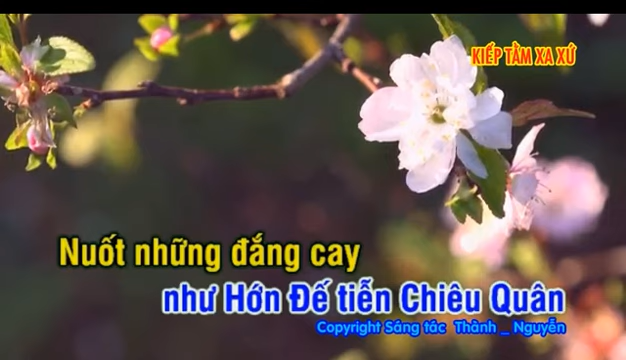 KIẾP TẰM XA XỨ
Nuốt những đắng cay
như Hớn Đế tiễn Chiêu Quân
Copyright Sáng tác Thành _ Nguyễn